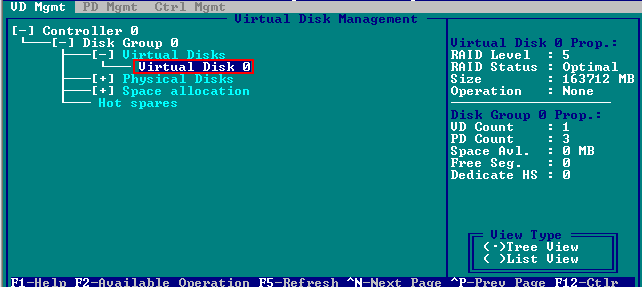 VD Mgmt PD Mgmt Ctrl Mgmt
Virtual Disk Management
[-] Controller 0
[-] Disk Group 0
[-] Virtual Disks
Virtual Disk 0
[+] Physical Disks
[+] Space allocation
Hot spares
Virtual Disk 0 Prop.:
RAID Level : 5
RAID Status : Optimal
Size : 163712 MB
Operation : None
Disk Group 0 Prop.:
VD Count : 1
PD Count : 3
Space Avl. : 0 MB
Free Seg. : 0
Dedicate HS : 0
View Type
(·)Tree View
( )List View
F1-Help F2-Available Operation F5-Refresh ^N-Next Page ^P-Prev Page F12-Ctlr